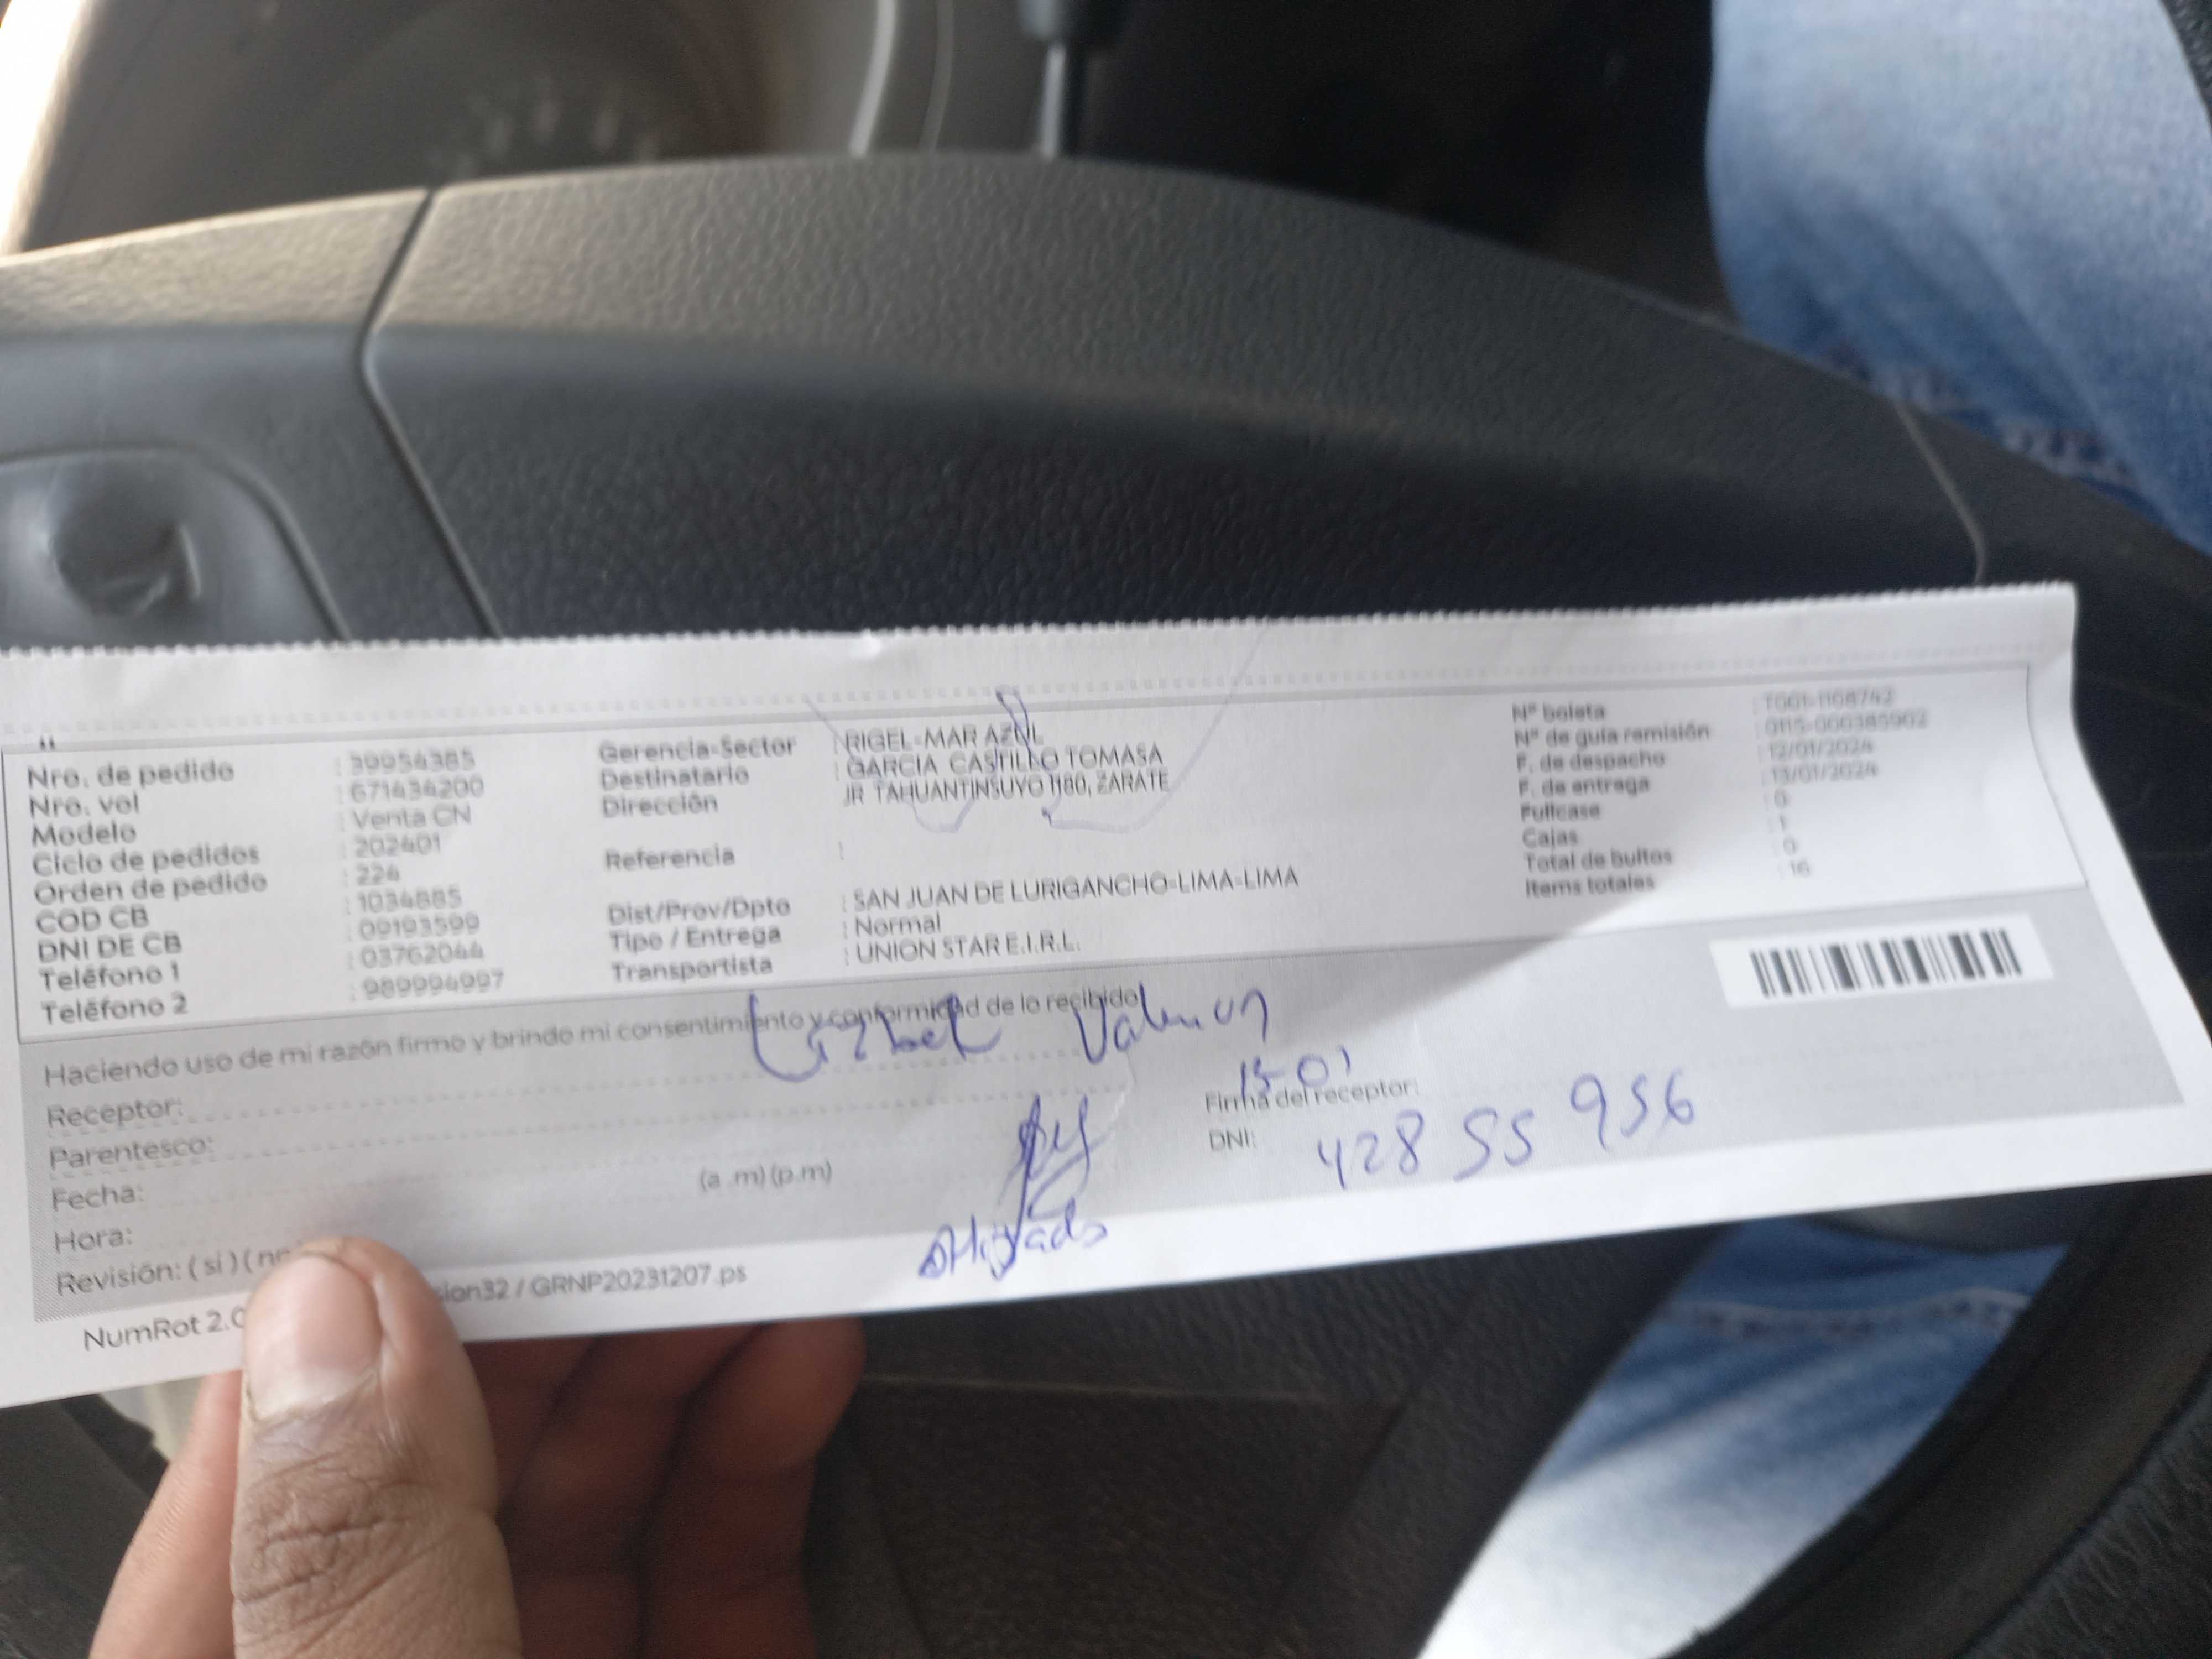 Nro. de pedido : 39954385
Nro. vol : 671434200
Modelo : Venta CN
Ciclo de pedidos : 202401
Orden de pedido : 224
COD CB : 1034885
DNI DE CB : 09193599
Teléfono 1 : 03762044
Teléfono 2 : 989994997
Gerencia-Sector : RIGEL-MAR AZUL
Destinatario : GARCIA CASTILLO TOMASA
Dirección JR TAHUANTINSUYO 1180, ZARATE
Referencia :
Dist/Prov/Dpto : SAN JUAN DE LURIGANCHO-LIMA-LIMA
Tipo / Entrega : Normal
Transportista : UNION STAR E.I.R.L.
Nº boleta : T001-1108742
Nº de guía remisión : 0115-000385902
F. de despacho : 12/01/2024
F. de entrega : 13/01/2024
Fullcase : 0
Cajas : 1
Total de bultos : 0
Items totales : 16
Haciendo uso de mi razón firmo y brindo mi consentimiento y conformidad de lo recibido
Receptor:
Parentesco:
Fecha:
Hora: (a .m) (p.m)
Revisión: ( si ) ( no
Firma del receptor:
DNI: 428 55 956
NumRot 2.0
sion32 / GRNP20231207.ps